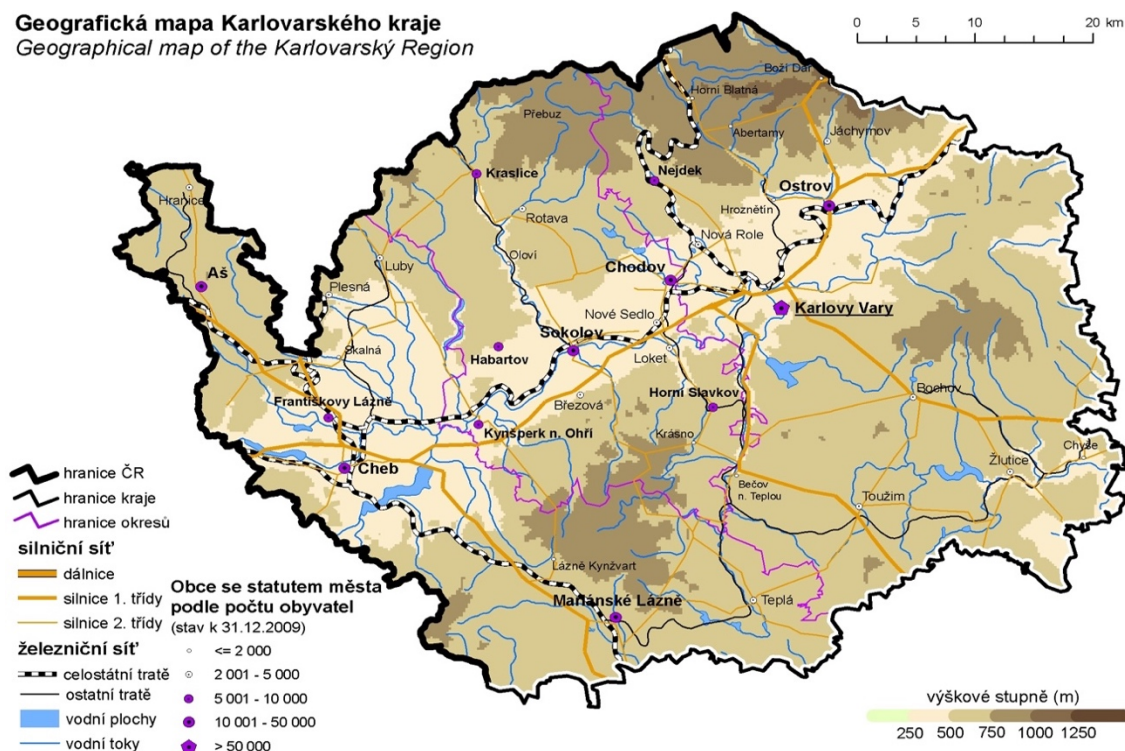 Geografická mapa Karlovarského kraje
Geographical map of the Karlovarský Region
0 5 10 15 20 km
Boží Dar
Horní Blatná
Přebuz
Abertamy
Jáchymov
Kraslice
Nejdek
Ostrov
Hranice
Hroznětín
Rotava
Nová Role
Oloví
Luby
Aš
Chodov
Plesná
Karlovy Vary
Nové Sedlo
Sokolov
Skalná
Habartov
Loket
Bochov
Březová
Horní Slavkov
Františkovy Lázně
Kynšperk n. Ohří
Krásno
Chyše
Cheb
Žlutice
Bečov
n. Teplou
Toužim
Lázně Kynžvart
Mariánské Lázně
Teplá
hranice ČR
hranice kraje
hranice okresů
silniční síť
dálnice
silnice 1. třídy
silnice 2. třídy
železniční síť
celostátní tratě
ostatní tratě
vodní plochy
vodní toky
Obce se statutem města
podle počtu obyvatel
(stav k 31.12.2009)
<= 2 000
2 001 - 5 000
5 001 - 10 000
10 001 - 50 000
> 50 000
výškové stupně (m)
250 500 750 1000 1250